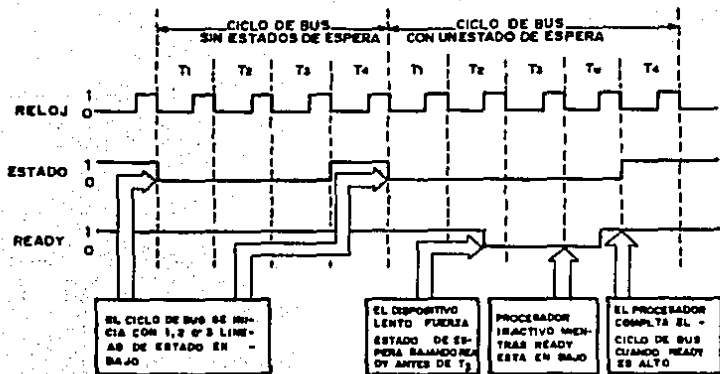 CICLO DE BUS
SIN ESTADOS DE ESPERA
CICLO DE BUS
CON UN ESTADO DE ESPERA
T1 T2 T3 T4 T1 T2 T3 Tw T4
RELOJ 1
0
ESTADO 1
0
READY 1
0
EL CICLO DE BUS SE INI-
CIA CON 1,2 O 3 LINE-
AS DE ESTADO EN -
BAJO
EL DISPOSITIVO
LENTO FUERZA
ESTADO DE ES-
PERA BAJANDO REA
DY ANTES DE T3
PROCESADOR
INACTIVO MIEN-
TRAS READY
ESTA EN BAJO
EL PROCESADOR
COMPLTA EL -
CICLO DE BUS
CUANDO READY
ES ALTO